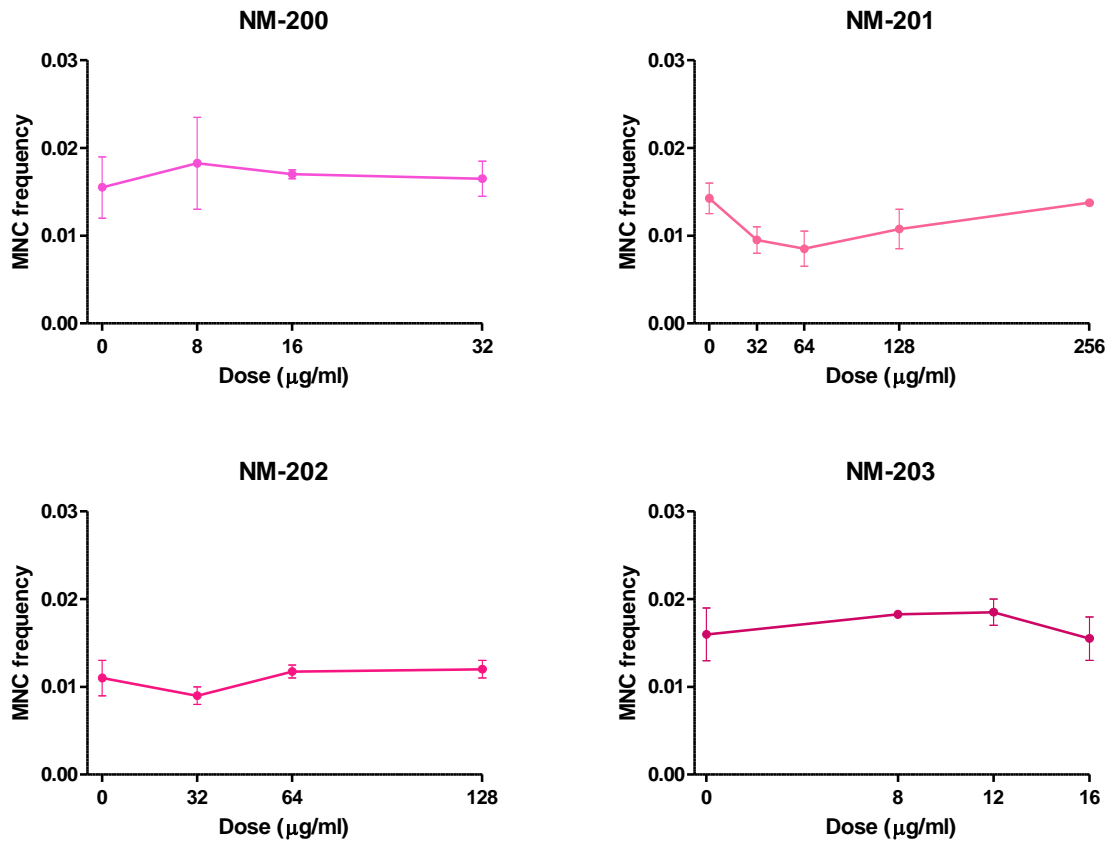 NM-200
0.03
0.02
0.01
0.00
MNC frequency
0 8 16 32
Dose (μg/ml)
NM-201
0.03
0.02
0.01
0.00
MNC frequency
0 32 64 128 256
Dose (μg/ml)
NM-202
0.03
0.02
0.01
0.00
MNC frequency
0 32 64 128
Dose (μg/ml)
NM-203
0.03
0.02
0.01
0.00
MNC frequency
0 8 12 16
Dose (μg/ml)